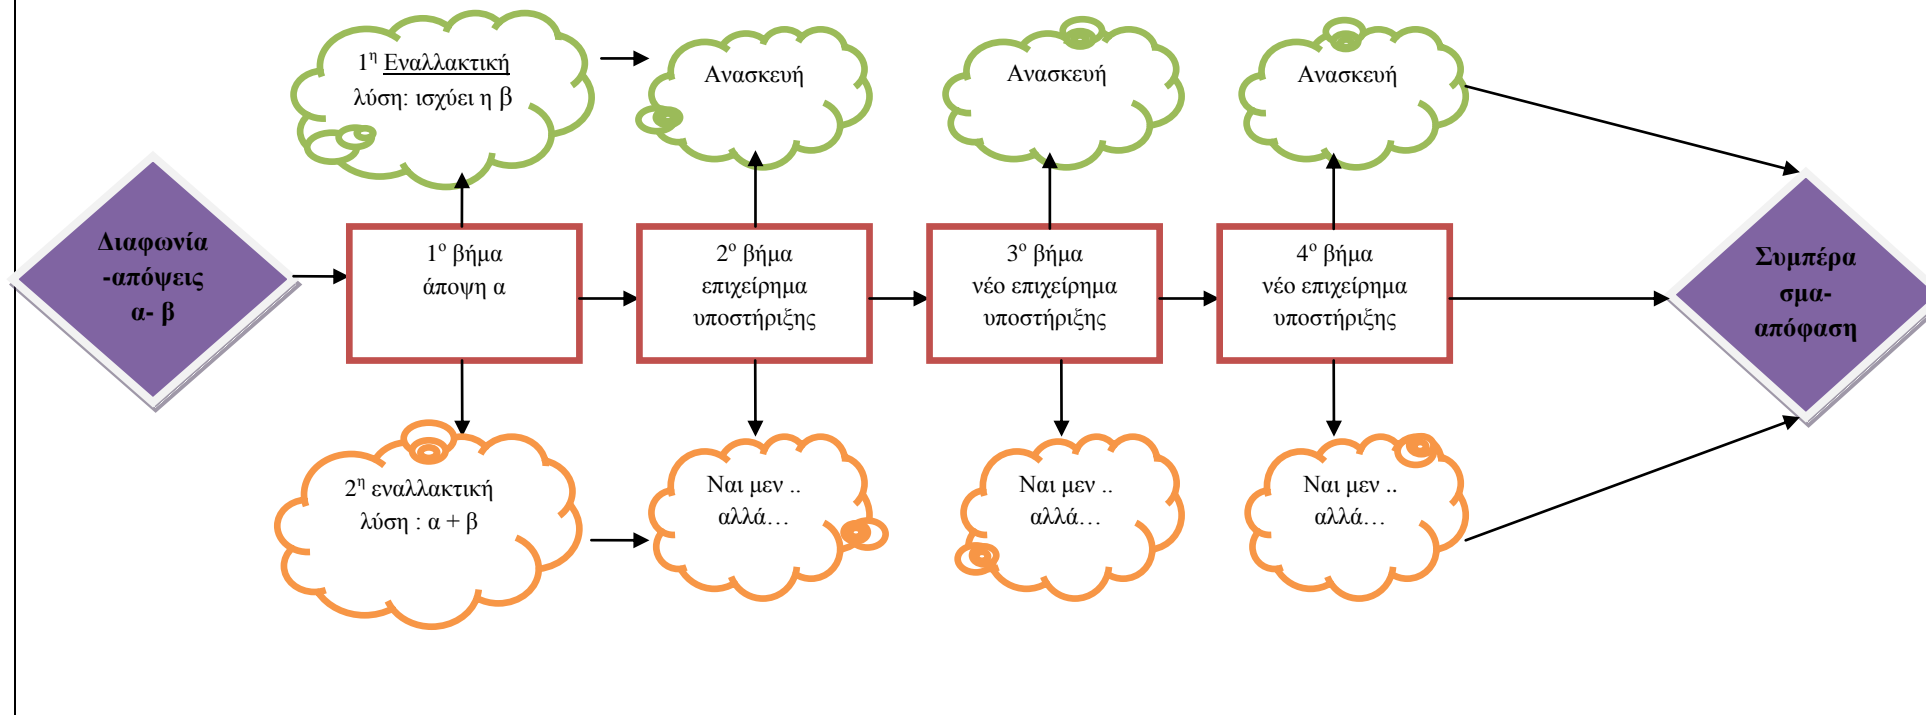 1η Εναλλακτική
λύση: ισχύει η β
Ανασκευή
Ανασκευή
Ανασκευή
Διαφωνία
-απόψεις
α- β
1ο βήμα
άποψη α
2ο βήμα
επιχείρημα
υποστήριξης
3ο βήμα
νέο επιχείρημα
υποστήριξης
4ο βήμα
νέο επιχείρημα
υποστήριξης
Συμπέρα
σμα-
απόφαση
2η εναλλακτική
λύση : α + β
Ναι μεν ..
αλλά…
Ναι μεν ..
αλλά…
Ναι μεν ..
αλλά…